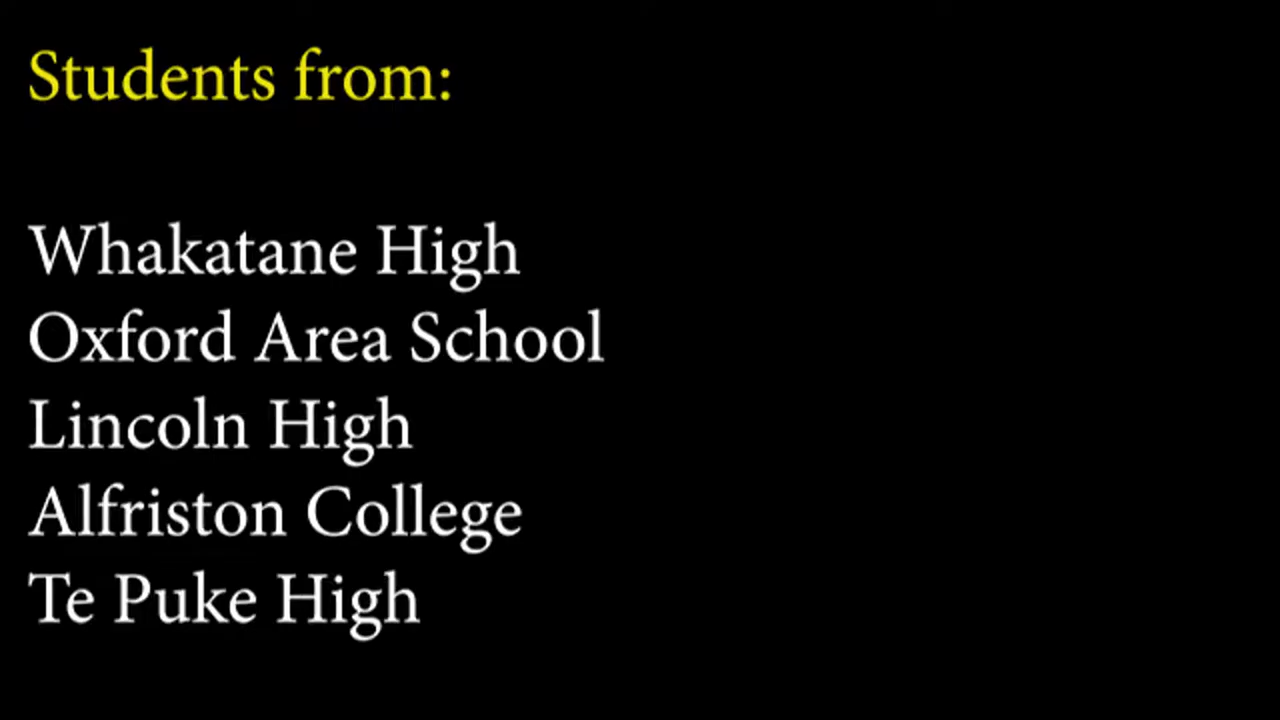 Students from:
Whakatane High
Oxford Area School
Lincoln High
Alfriston College
Te Puke High